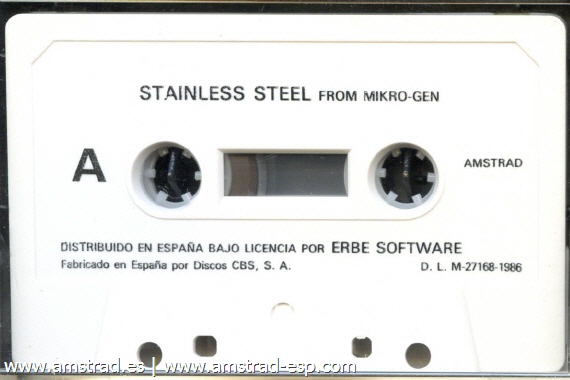 STAINLESS STEEL FROM MIKRO-GEN
A
AMSTRAD
DISTRIBUIDO EN ESPAÑA BAJO LICENCIA POR ERBE SOFTWARE
Fabricado en España por Discos CBS, S. A. D. L. M-27168-1986
www.amstrad.es | www.amstrad-esp.com